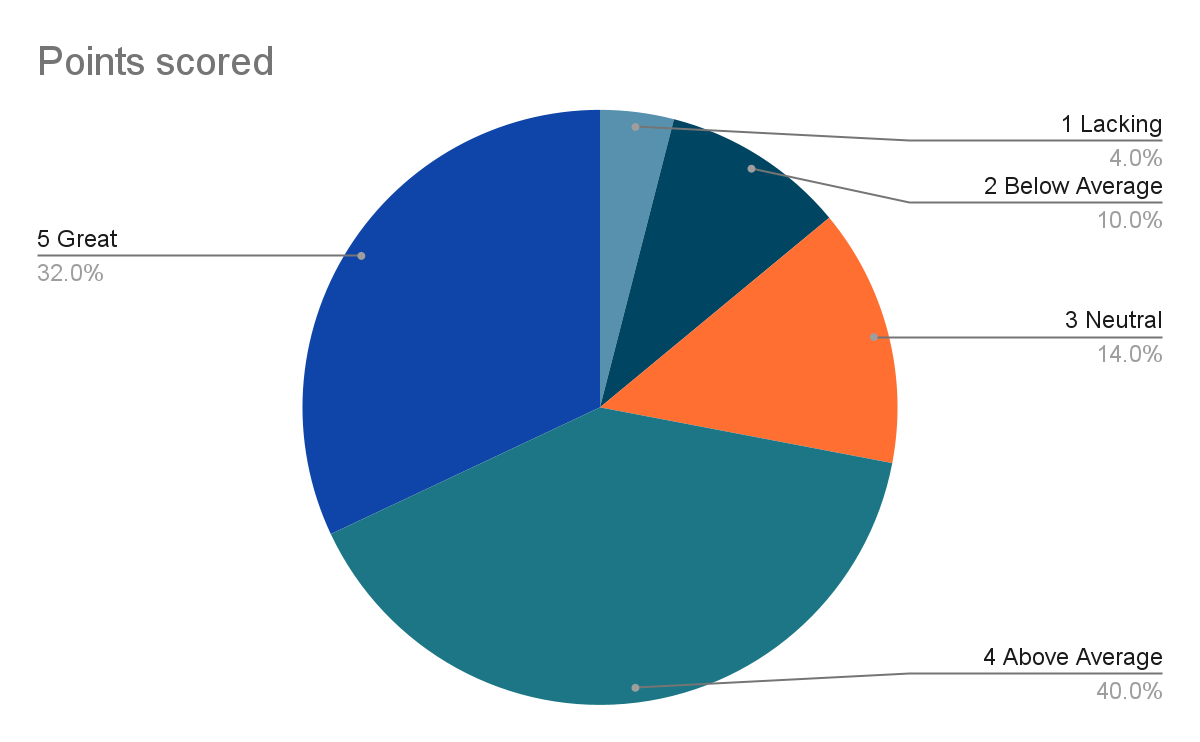 Points scored
1 Lacking
4.0%
2 Below Average
10.0%
5 Great
32.0%
3 Neutral
14.0%
4 Above Average
40.0%